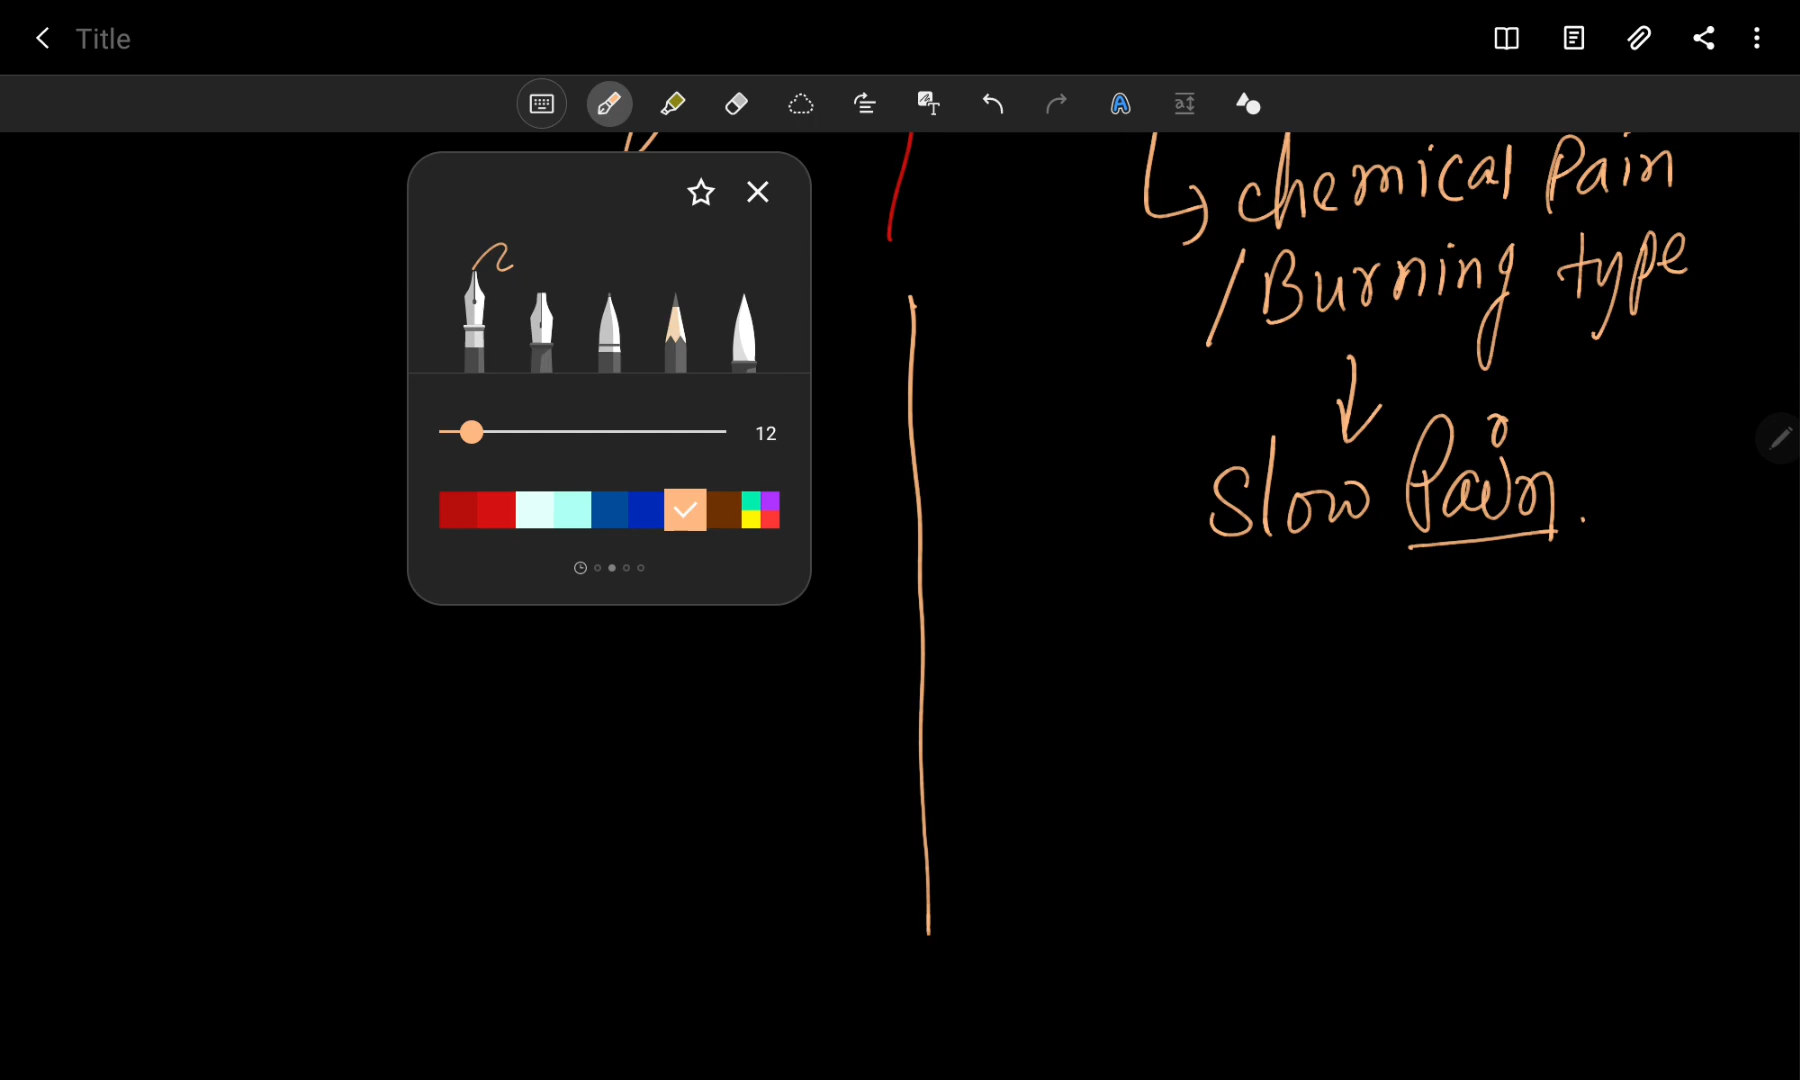 Title
12
chemical Pain
/Burning type
Slow Pain.